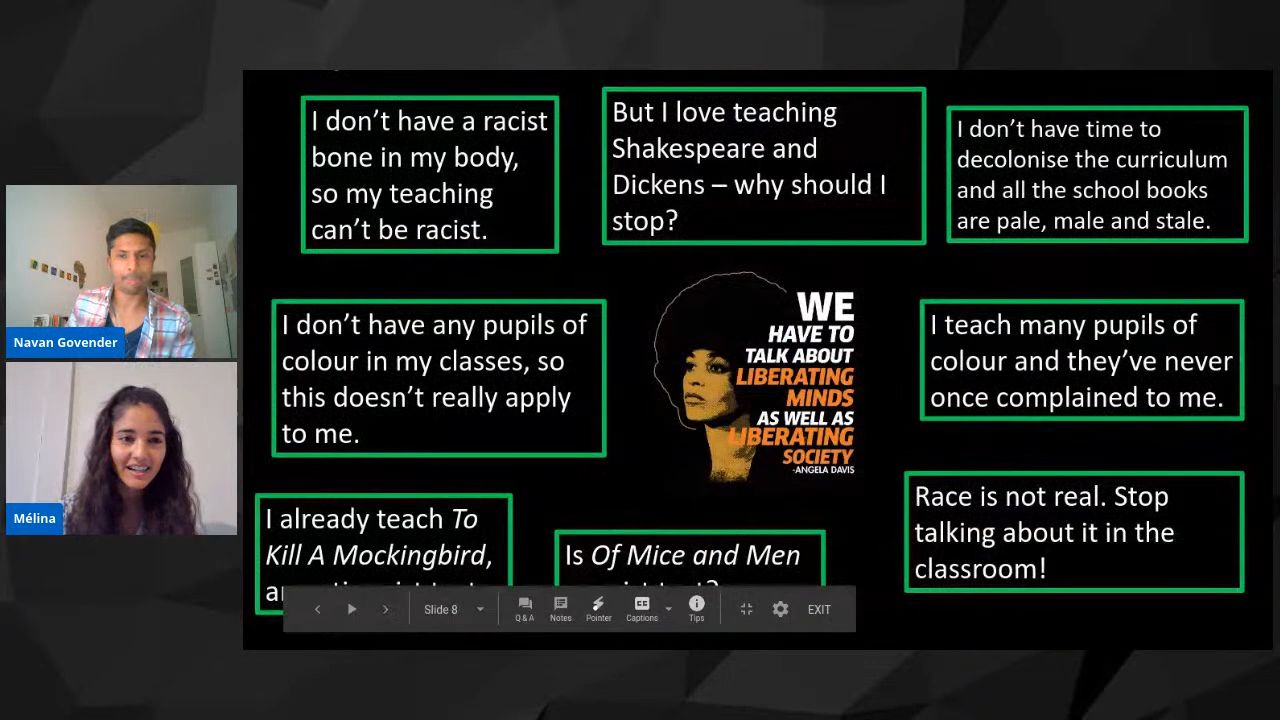 I don't have a racist
bone in my body,
so my teaching
can't be racist.
But I love teaching
Shakespeare and
Dickens – why should I
stop?
I don't have time to
decolonise the curriculum
and all the school books
are pale, male and stale.
Navan Govender
Mélina
I don't have any pupils of
colour in my classes, so
this doesn't really apply
to me.
WE
HAVE TO
TALK ABOUT
LIBERATING
MINDS
AS WELL AS
LIBERATING
SOCIETY
-ANGELA DAVIS
I teach many pupils of
colour and they've never
once complained to me.
I already teach To
Kill A Mockingbird,
Is Of Mice and Men
Race is not real. Stop
talking about it in the
classroom!
Slide 8
Q & A
Notes
Pointer
Captions
Tips
EXIT